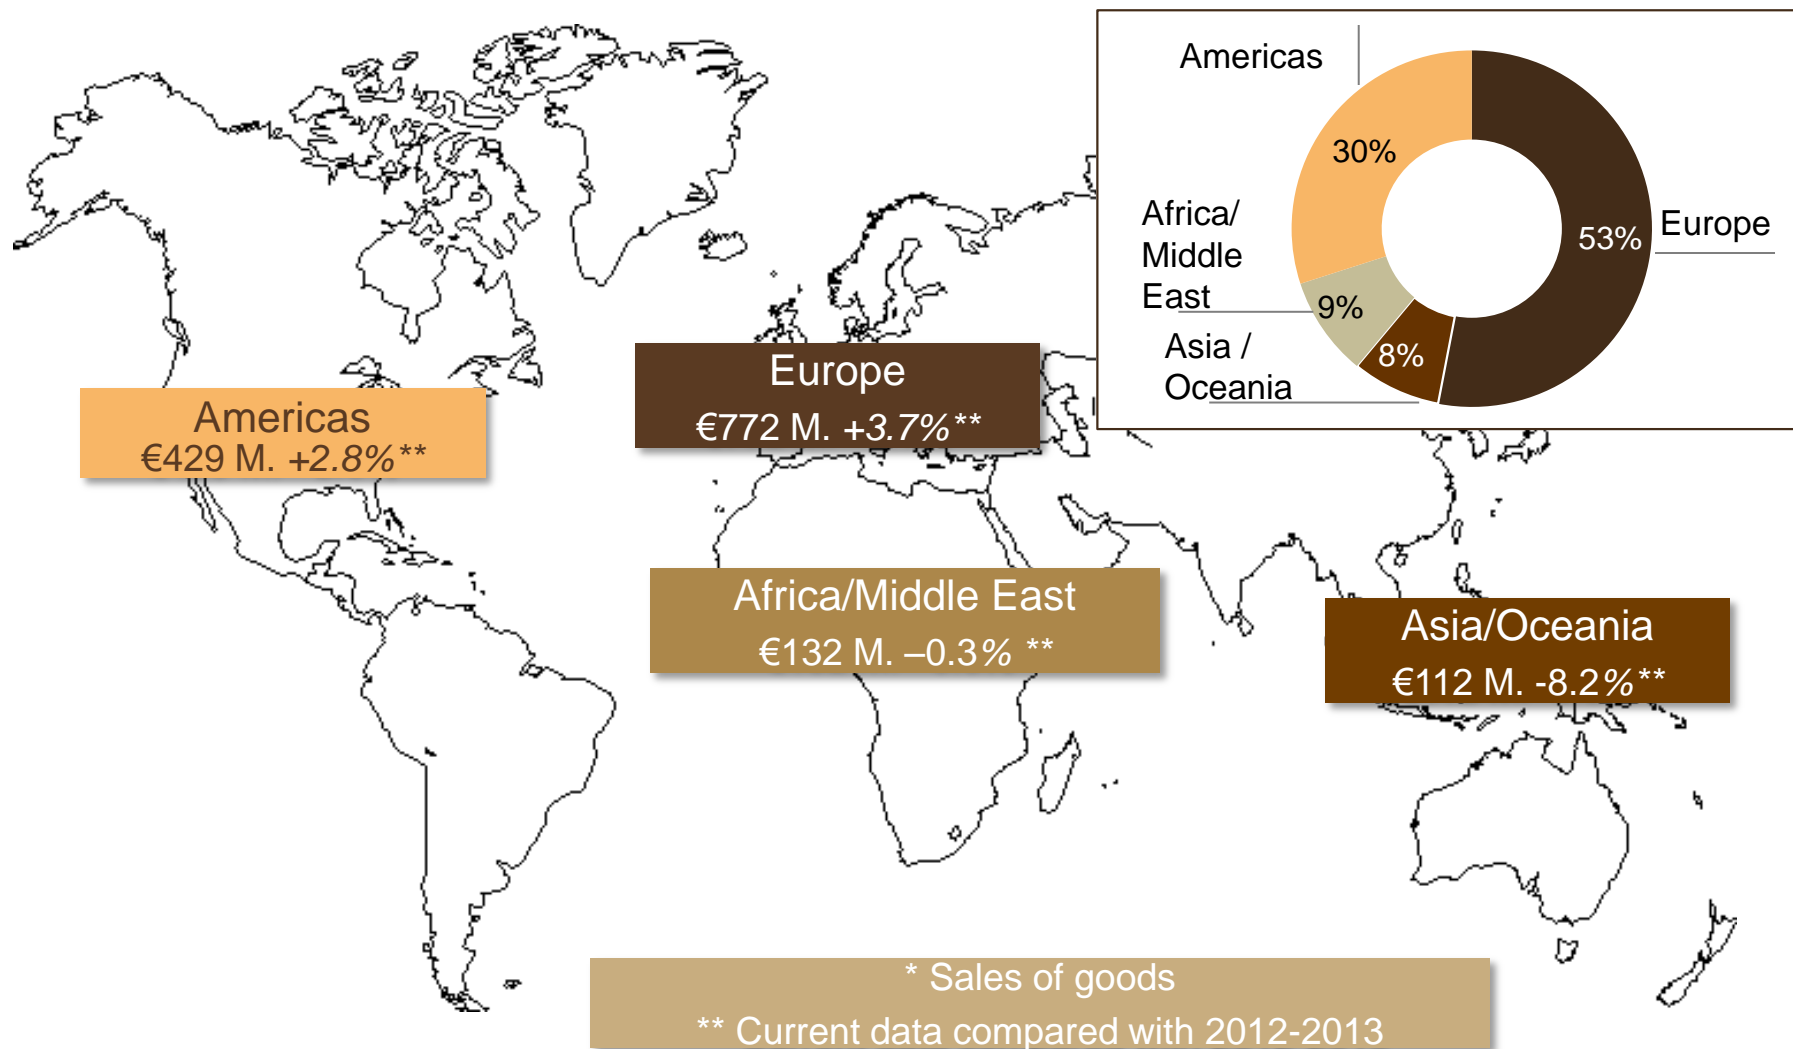 Americas
30%
Africa/
Middle
East
9%
Asia /
Oceania
8%
53%
Europe
Europe
€772 M. +3.7%**
Americas
€429 M. +2.8%**
Africa/Middle East
€132 M. –0.3% **
Asia/Oceania
€112 M. -8.2%**
* Sales of goods
** Current data compared with 2012-2013